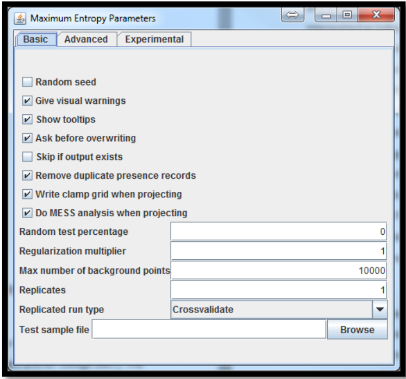 Maximum Entropy Parameters
Basic Advanced Experimental
Random seed
Give visual warnings
Show tooltips
Ask before overwriting
Skip if output exists
Remove duplicate presence records
Write clamp grid when projecting
Do MESS analysis when projecting
Random test percentage 0
Regularization multiplier 1
Max number of background points 10000
Replicates 1
Replicated run type Crossvalidate
Test sample file Browse